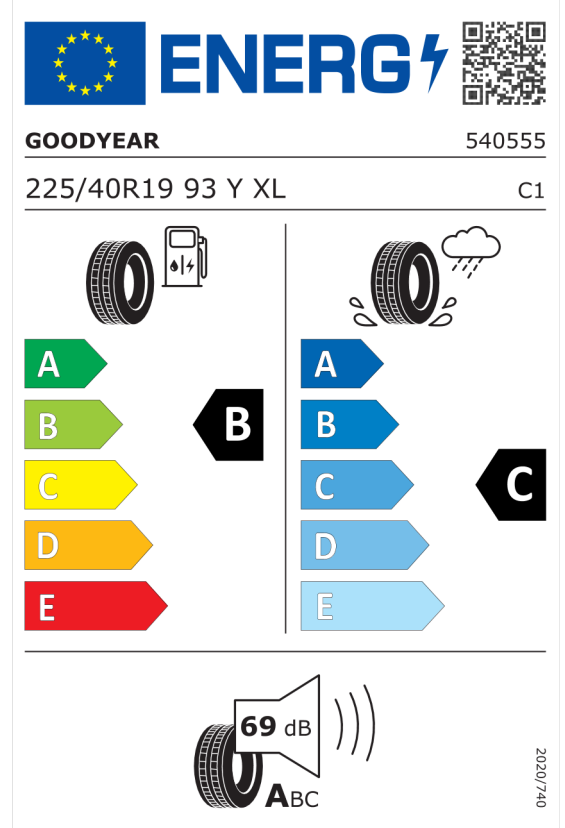 ENERG
GOODYEAR 540555
225/40R19 93 Y XL C1
A
B
C
D
E
B
A
B
C
D
E
C
69 dB
ABC
2020/740